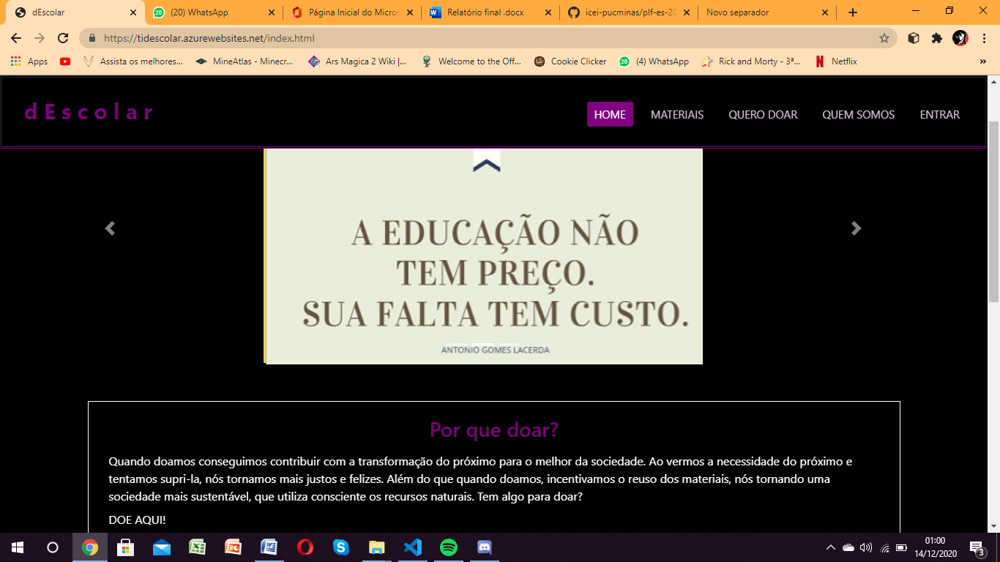 dEscolar
(20) WhatsApp
Página Inicial do Micros
Relatório final .docx
icei-pucminas/plf-es-20
Novo separador
https://tidescolar.azurewebsites.net/index.html
Apps
Assista os melhores...
MineAtlas - Minecr...
Ars Magica 2 Wiki |...
Welcome to the Off...
Cookie Clicker
(4) WhatsApp
Rick and Morty - 3ª...
Netflix
dEscolar
HOME
MATERIAIS
QUERO DOAR
QUEM SOMOS
ENTRAR
A EDUCAÇÃO NÃO
TEM PREÇO.
SUA FALTA TEM CUSTO.
ANTONIO GOMES LACERDA
Por que doar?
Quando doamos conseguimos contribuir com a transformação do próximo para o melhor da sociedade. Ao vermos a necessidade do próximo e
tentamos supri-la, nós tornamos mais justos e felizes. Além do que quando doamos, incentivamos o reuso dos materiais, nós tornando uma
sociedade mais sustentável, que utiliza consciente os recursos naturais. Tem algo para doar?
DOE AQUI!
01:00
14/12/2020
3